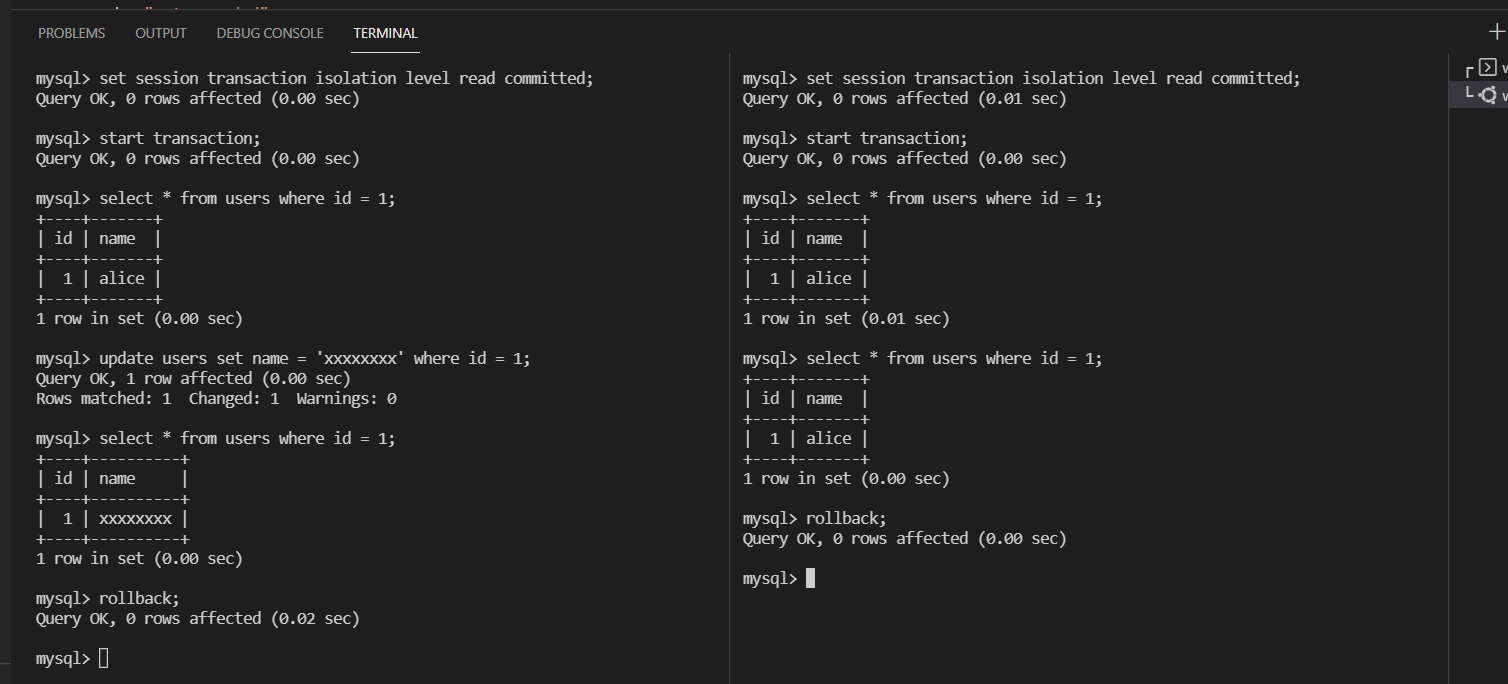 PROBLEMS OUTPUT DEBUG CONSOLE TERMINAL
mysql> set session transaction isolation level read committed;
Query OK, 0 rows affected (0.00 sec)
mysql> start transaction;
Query OK, 0 rows affected (0.00 sec)
mysql> select * from users where id = 1;
+----+-------+
| id | name  |
+----+-------+
|  1 | alice |
+----+-------+
1 row in set (0.00 sec)
mysql> update users set name = 'xxxxxxxx' where id = 1;
Query OK, 1 row affected (0.00 sec)
Rows matched: 1  Changed: 1  Warnings: 0
mysql> select * from users where id = 1;
+----+----------+
| id | name     |
+----+----------+
|  1 | xxxxxxxx |
+----+----------+
1 row in set (0.00 sec)
mysql> rollback;
Query OK, 0 rows affected (0.02 sec)
mysql>
mysql> set session transaction isolation level read committed;
Query OK, 0 rows affected (0.01 sec)
mysql> start transaction;
Query OK, 0 rows affected (0.00 sec)
mysql> select * from users where id = 1;
+----+-------+
| id | name  |
+----+-------+
|  1 | alice |
+----+-------+
1 row in set (0.01 sec)
mysql> select * from users where id = 1;
+----+-------+
| id | name  |
+----+-------+
|  1 | alice |
+----+-------+
1 row in set (0.00 sec)
mysql> rollback;
Query OK, 0 rows affected (0.00 sec)
mysql>